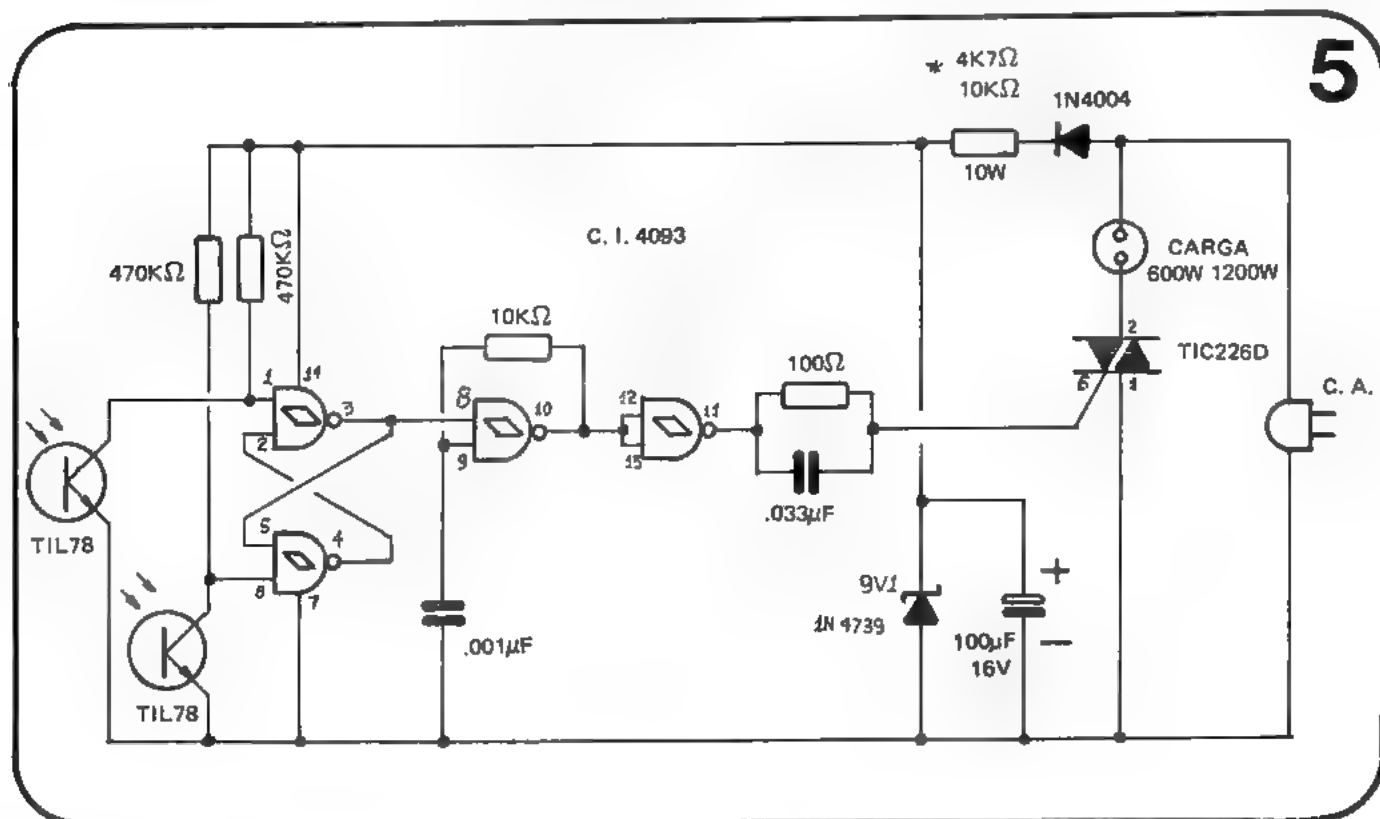 5
* 4K7Ω
10KΩ
1N4004
10W
C. I. 4093
CARGA
600W 1200W
470KΩ
470KΩ
10KΩ
2
TIC226D
6
1
100Ω
C. A.
1
14
3
2
8
10
9
12
11
13
.033µF
TIL78
5
4
6
7
9V1
1N 4739
+
100µF
16V
−
.001µF
TIL78